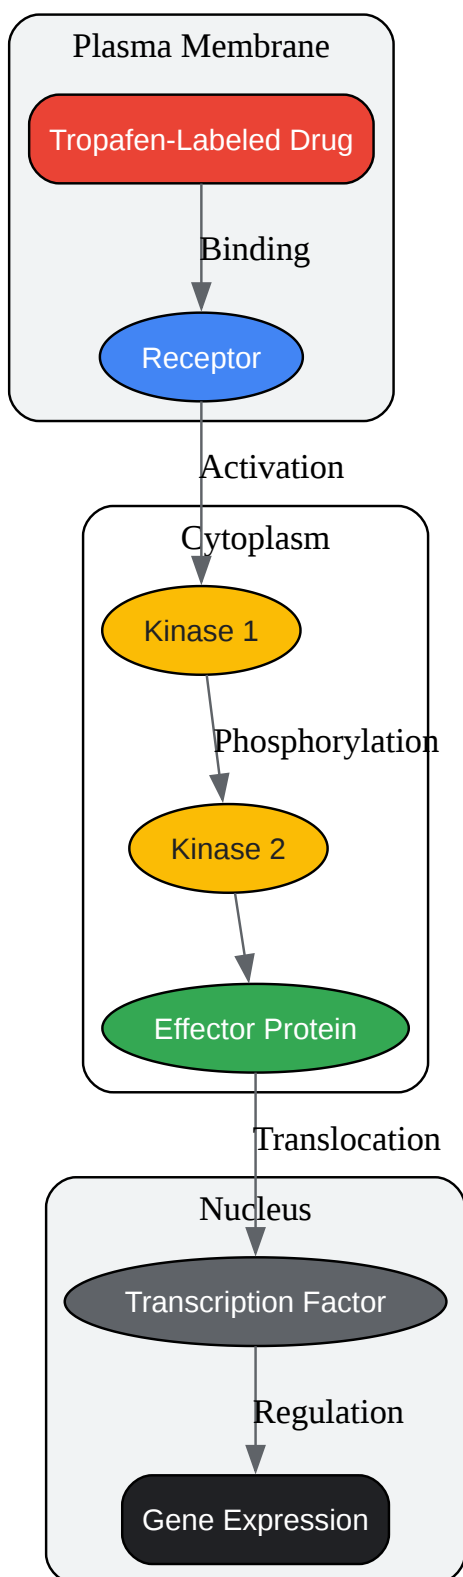 Plasma Membrane
Tropafen-Labeled Drug
Binding
Receptor
Activation
Cytoplasm
Kinase 1
Phosphorylation
Kinase 2
Effector Protein
Translocation
Nucleus
Transcription Factor
Regulation
Gene Expression